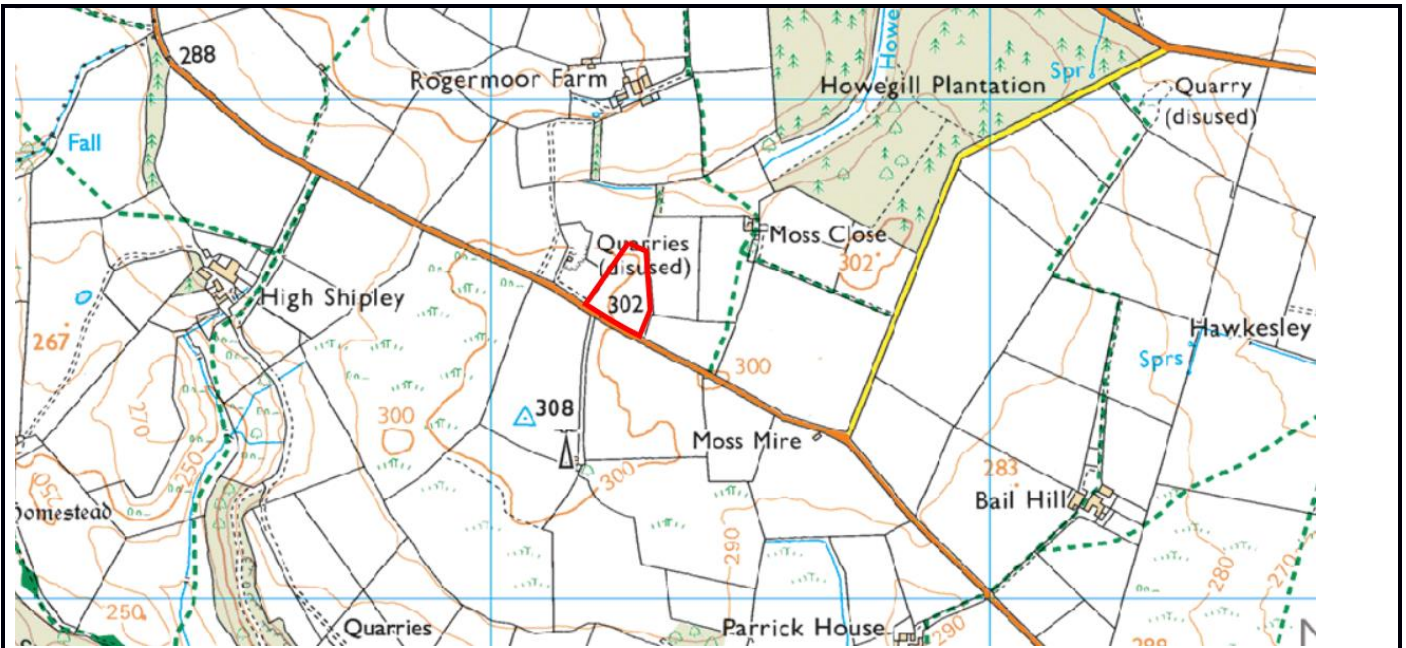 288
Rogermoor Farm
Howe
Spr
Howegill Plantation
Quarry
(disused)
Fall
Moss Close
Quarries
(disused)
302
302
High Shipley
267
Hawkesley
Sprs
300
270
300
308
Moss Mire
283
250
300
Bail Hill
250
290
280
270
250
Quarries
Parrick House
290